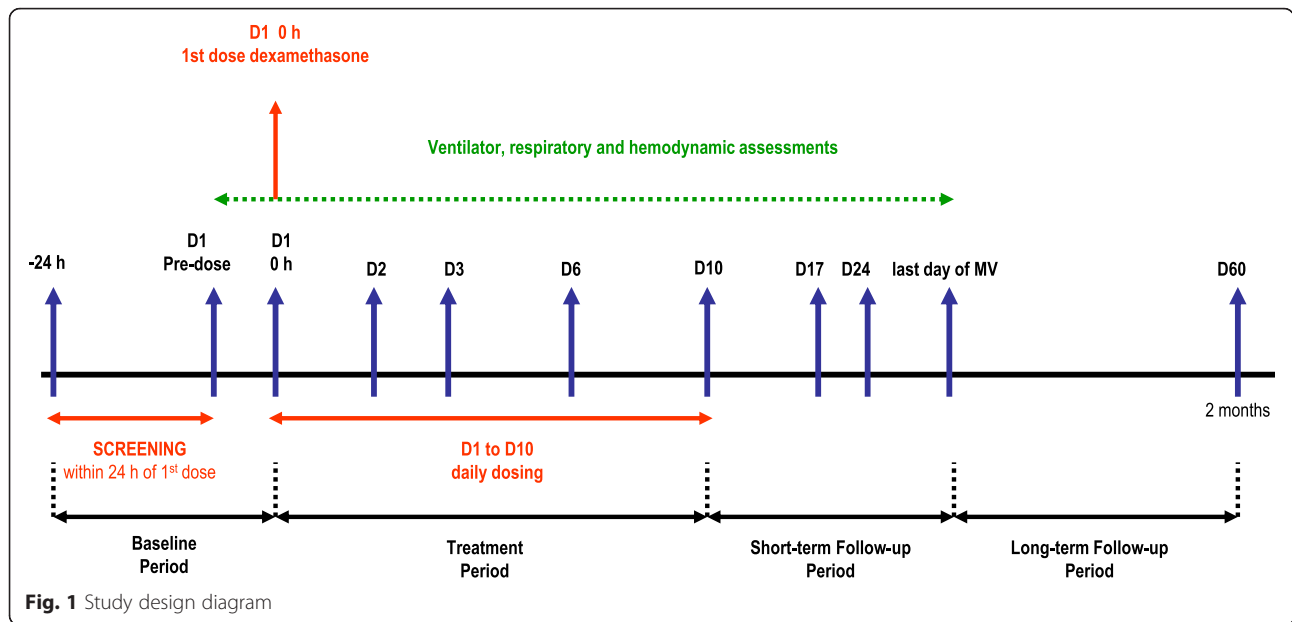 D1 0 h
1st dose dexamethasone
Ventilator, respiratory and hemodynamic assessments
-24 h
D1
Pre-dose
D1
0 h
D2
D3
D6
D10
D17
D24
last day of MV
D60
2 months
SCREENING
within 24 h of 1st dose
D1 to D10
daily dosing
Baseline
Period
Treatment
Period
Short-term Follow-up
Period
Long-term Follow-up
Period
Fig. 1 Study design diagram